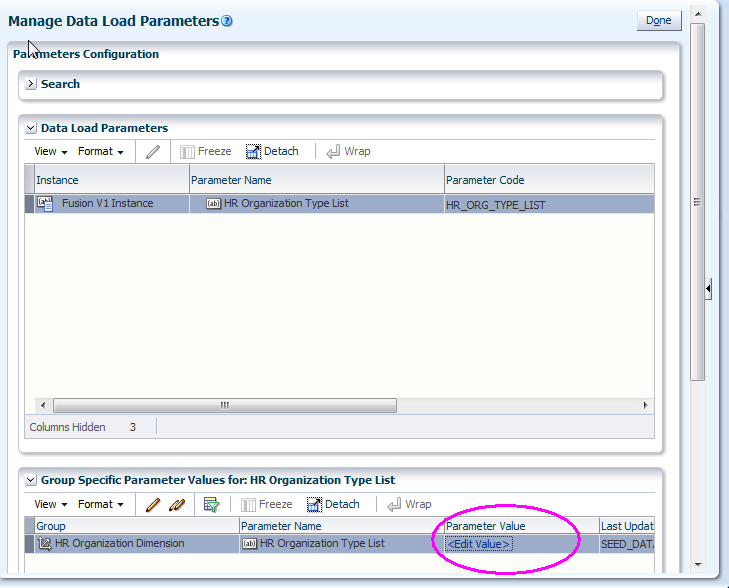 Manage Data Load Parameters
Done
Parameters Configuration
Search
Data Load Parameters
View Format Freeze Detach Wrap
Instance Parameter Name Parameter Code
Fusion V1 Instance HR Organization Type List HR_ORG_TYPE_LIST
Columns Hidden 3
Group Specific Parameter Values for: HR Organization Type List
View Format Freeze Detach Wrap
Group Parameter Name Parameter Value Last Updat
HR Organization Dimension HR Organization Type List <Edit Value> SEED_DATA